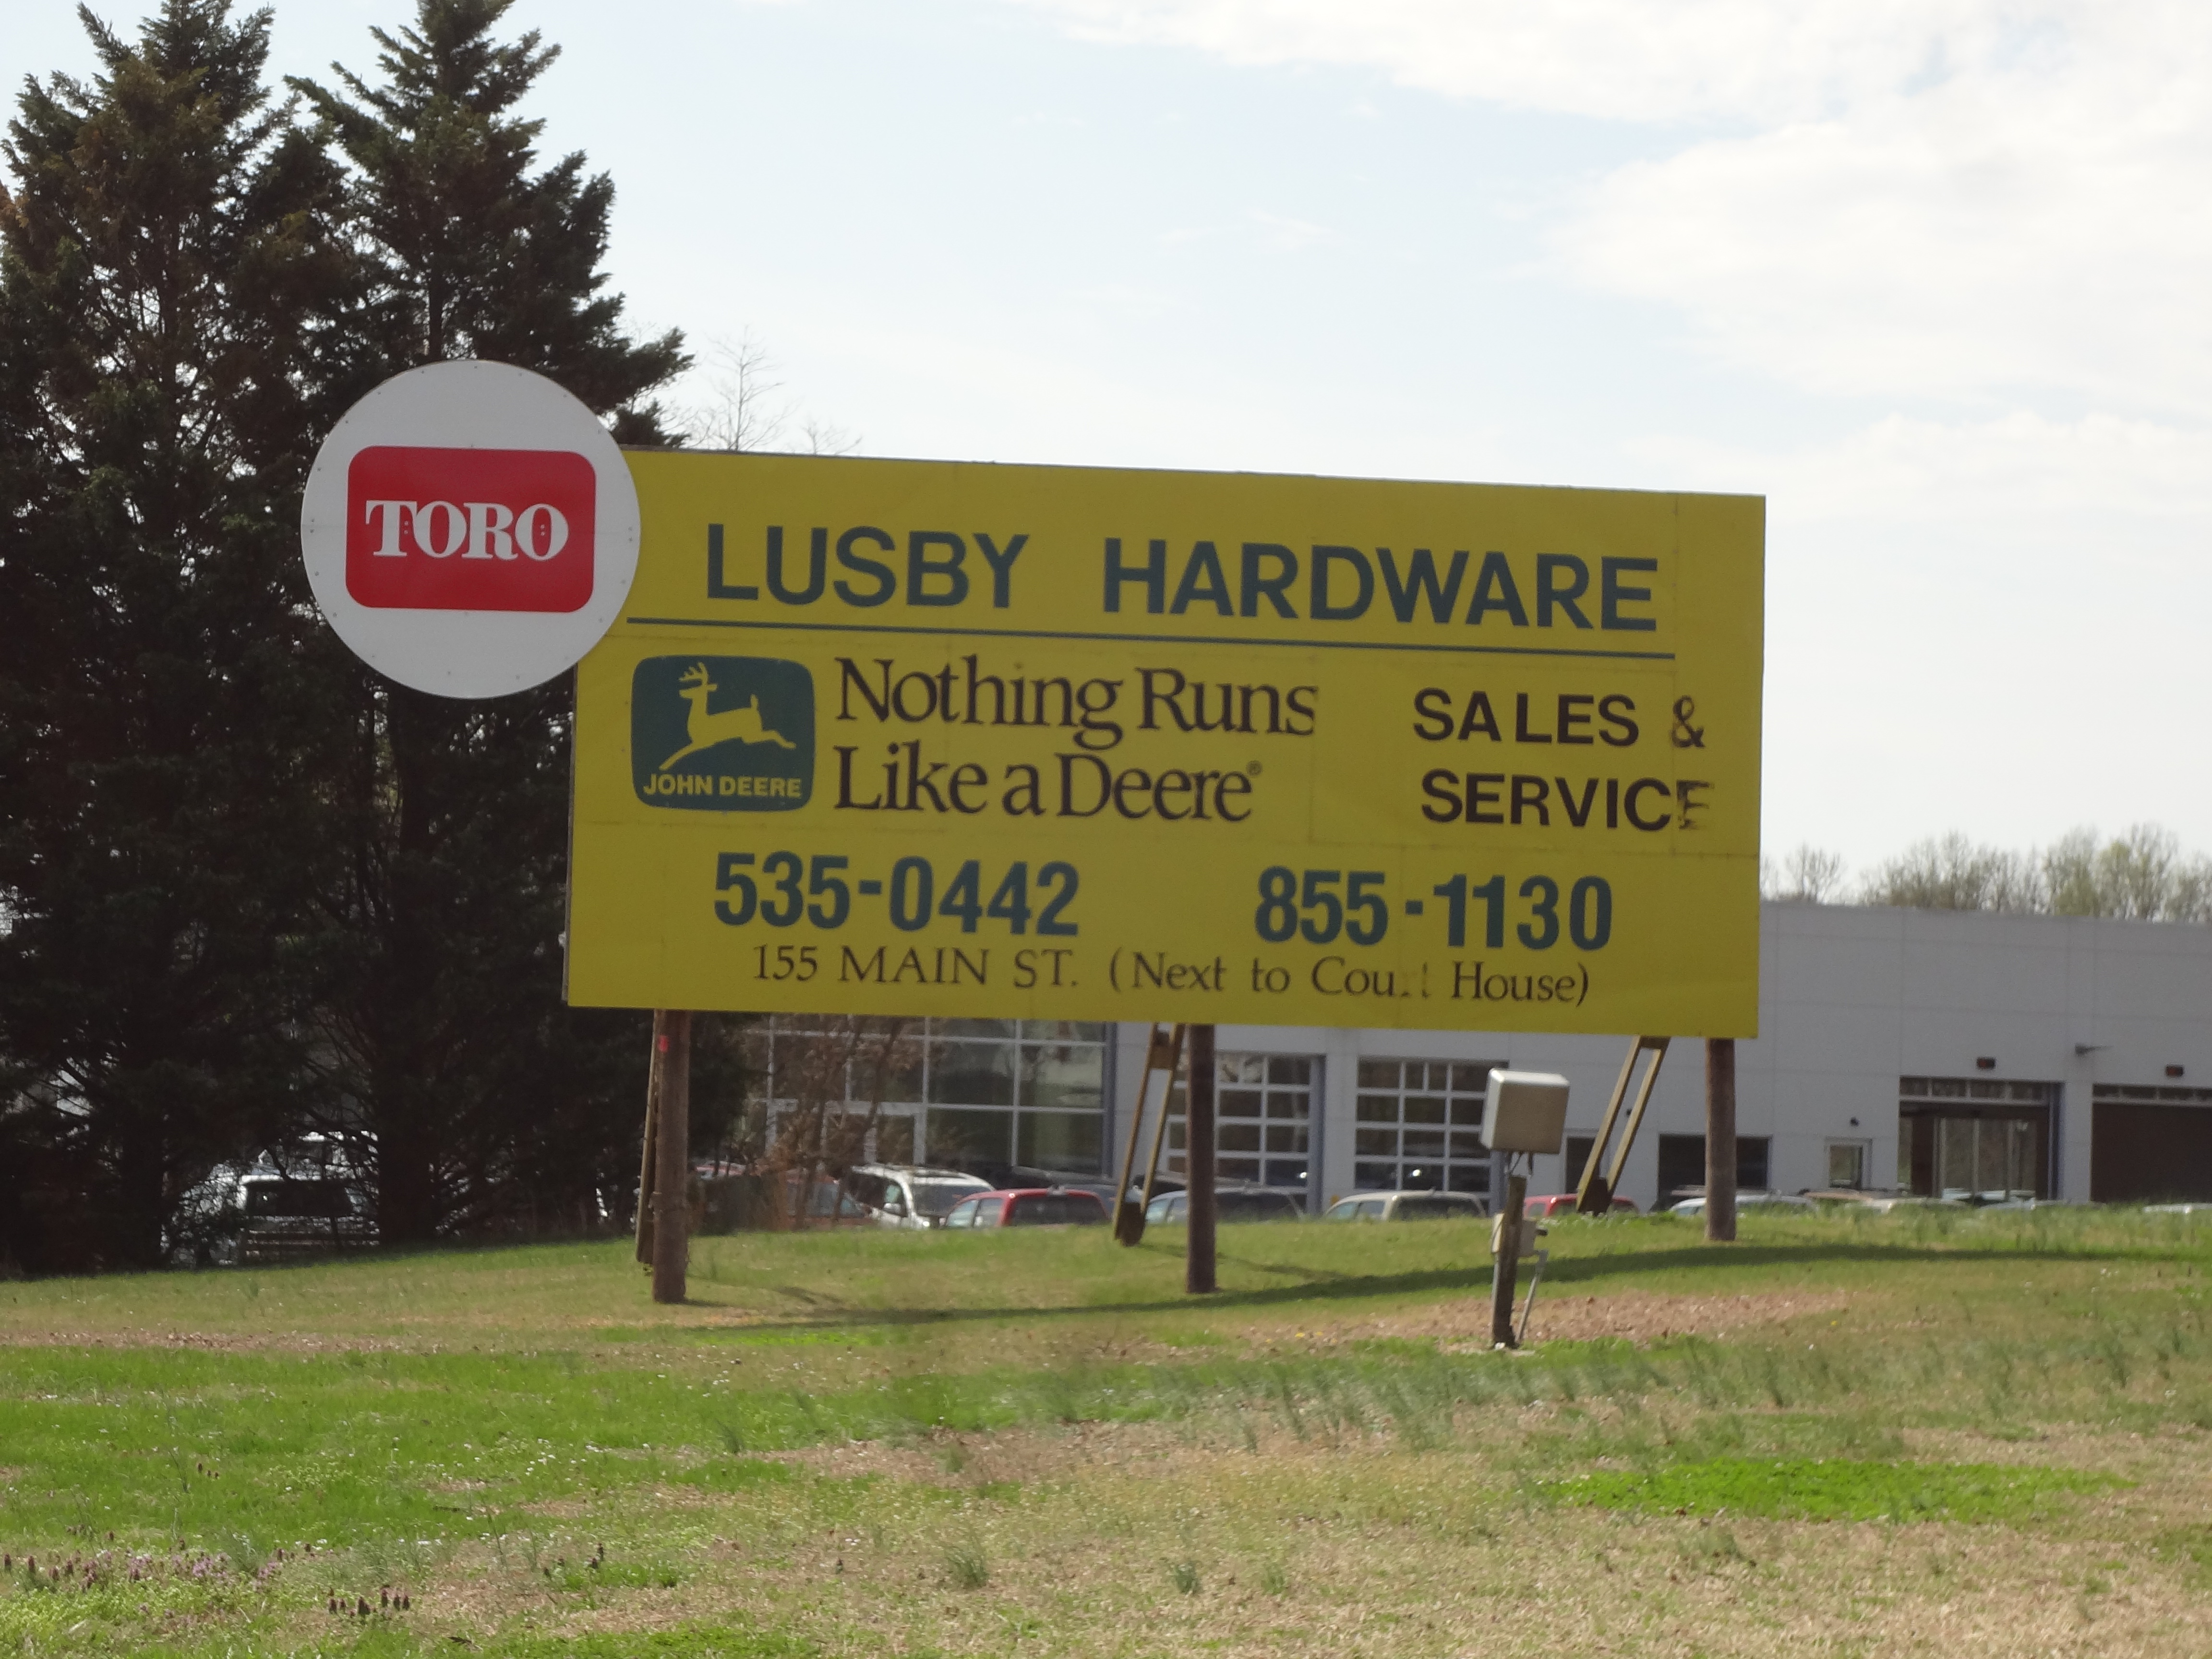 TORO
LUSBY HARDWARE
JOHN DEERE
Nothing Runs
Like a Deere®
SALES &
SERVICE
535-0442 855-1130
155 MAIN ST. (Next to Court House)